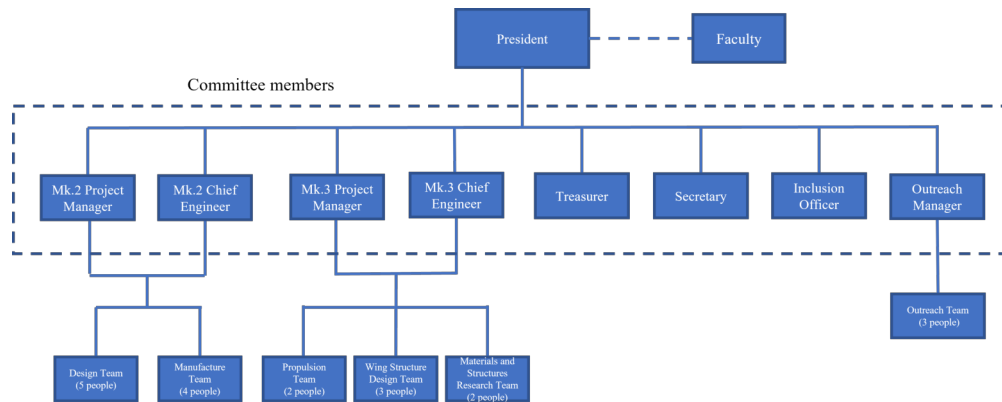 President
Faculty
Committee members
Mk.2 Project
Manager
Mk.2 Chief
Engineer
Mk.3 Project
Manager
Mk.3 Chief
Engineer
Treasurer
Secretary
Inclusion
Officer
Outreach
Manager
Outreach Team
(3 people)
Design Team
(5 people)
Manufacture
Team
(4 people)
Propulsion
Team
(2 people)
Wing Structure
Design Team
(3 people)
Materials and
Structures
Research Team
(2 people)